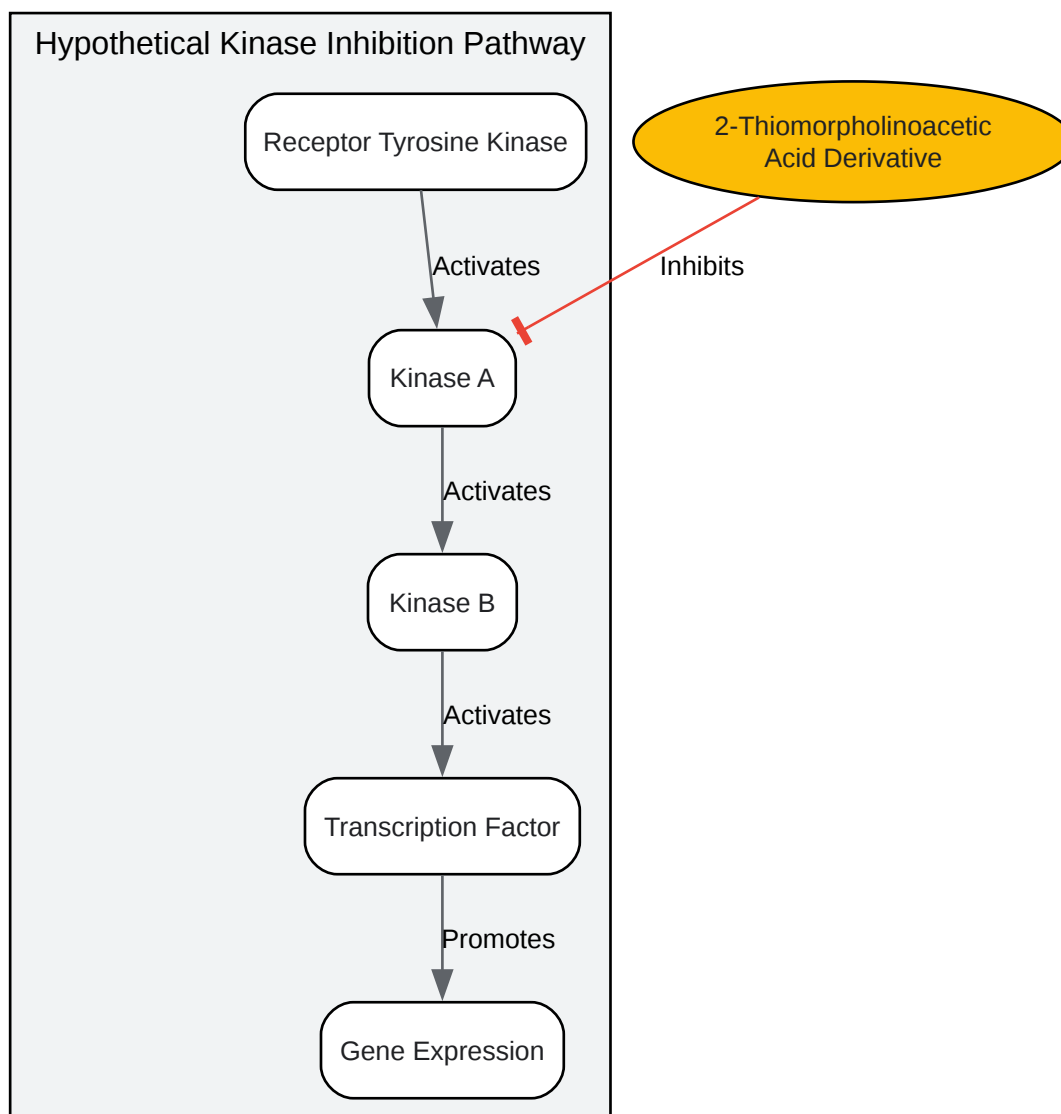 Hypothetical Kinase Inhibition Pathway
Receptor Tyrosine Kinase
2-Thiomorpholinoacetic
Acid Derivative
Activates
Inhibits
Kinase A
Activates
Kinase B
Activates
Transcription Factor
Promotes
Gene Expression